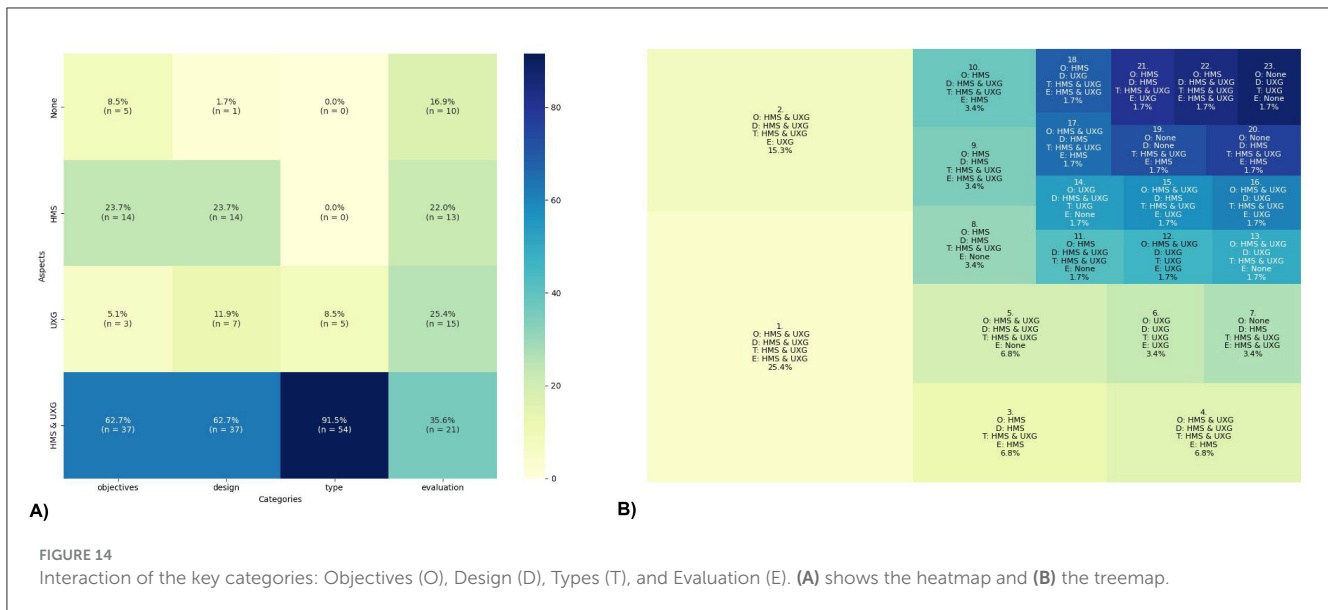 None
8.5%
(n = 5)
1.7%
(n = 1)
0.0%
(n = 0)
16.9%
(n = 10)
HMS
23.7%
(n = 14)
23.7%
(n = 14)
0.0%
(n = 0)
22.0%
(n = 13)
Aspects
UXG
5.1%
(n = 3)
11.9%
(n = 7)
8.5%
(n = 5)
25.4%
(n = 15)
HMS & UXG
62.7%
(n = 37)
62.7%
(n = 37)
91.5%
(n = 54)
35.6%
(n = 21)
objectives
design
type
evaluation
Categories
80
60
40
20
0
A)
2.
O: HMS & UXG
D: HMS & UXG
T: HMS & UXG
E: UXG
15.3%
1.
O: HMS & UXG
D: HMS & UXG
T: HMS & UXG
E: HMS & UXG
25.4%
10.
O: HMS
D: HMS & UXG
T: HMS & UXG
E: HMS
3.4%
9.
O: HMS
D: HMS
T: HMS & UXG
E: HMS & UXG
3.4%
8.
O: HMS
D: HMS
T: HMS & UXG
E: None
3.4%
18.
O: HMS
D: UXG
T: HMS & UXG
E: HMS & UXG
1.7%
21.
O: HMS
D: HMS
T: HMS & UXG
E: UXG
1.7%
22.
O: HMS
D: HMS & UXG
T: HMS & UXG
E: HMS & UXG
1.7%
23.
O: None
D: UXG
T: UXG
E: None
1.7%
17.
O: HMS & UXG
D: HMS
T: HMS & UXG
E: HMS
1.7%
19.
O: None
D: None
T: HMS & UXG
E: HMS
1.7%
20.
O: None
D: HMS
T: HMS & UXG
E: HMS
1.7%
14.
O: UXG
D: HMS & UXG
T: UXG
E: None
1.7%
15.
O: HMS & UXG
D: HMS
T: HMS & UXG
E: UXG
1.7%
16.
O: HMS & UXG
D: UXG
T: HMS & UXG
E: UXG
1.7%
11.
O: HMS
D: HMS & UXG
T: HMS & UXG
E: None
1.7%
12.
O: HMS & UXG
D: UXG
T: UXG
E: UXG
1.7%
13.
O: HMS & UXG
D: UXG
T: HMS & UXG
E: None
1.7%
5.
O: HMS & UXG
D: HMS & UXG
T: HMS & UXG
E: None
6.8%
6.
O: UXG
D: UXG
T: UXG
E: UXG
3.4%
7.
O: None
D: HMS
T: HMS & UXG
E: HMS & UXG
3.4%
3.
O: HMS
D: HMS
T: HMS & UXG
E: HMS
6.8%
4.
O: HMS & UXG
D: HMS & UXG
T: HMS & UXG
E: HMS
6.8%
B)
FIGURE 14
Interaction of the key categories: Objectives (O), Design (D), Types (T), and Evaluation (E). (A) shows the heatmap and (B) the treemap.